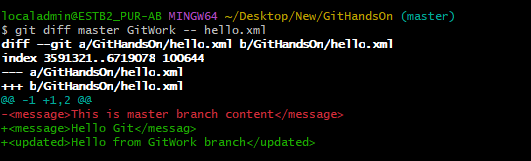 localadmin@ESTB2_PUR-AB MINGW64 ~/Desktop/New/GitHandsOn (master)
$ git diff master GitWork -- hello.xml
diff --git a/GitHandsOn/hello.xml b/GitHandsOn/hello.xml
index 3591321..6719078 100644
--- a/GitHandsOn/hello.xml
+++ b/GitHandsOn/hello.xml
@@ -1 +1,2 @@
-<message>This is master branch content</message>
+<message>Hello Git</messag>
+<updated>Hello from GitWork branch</updated>